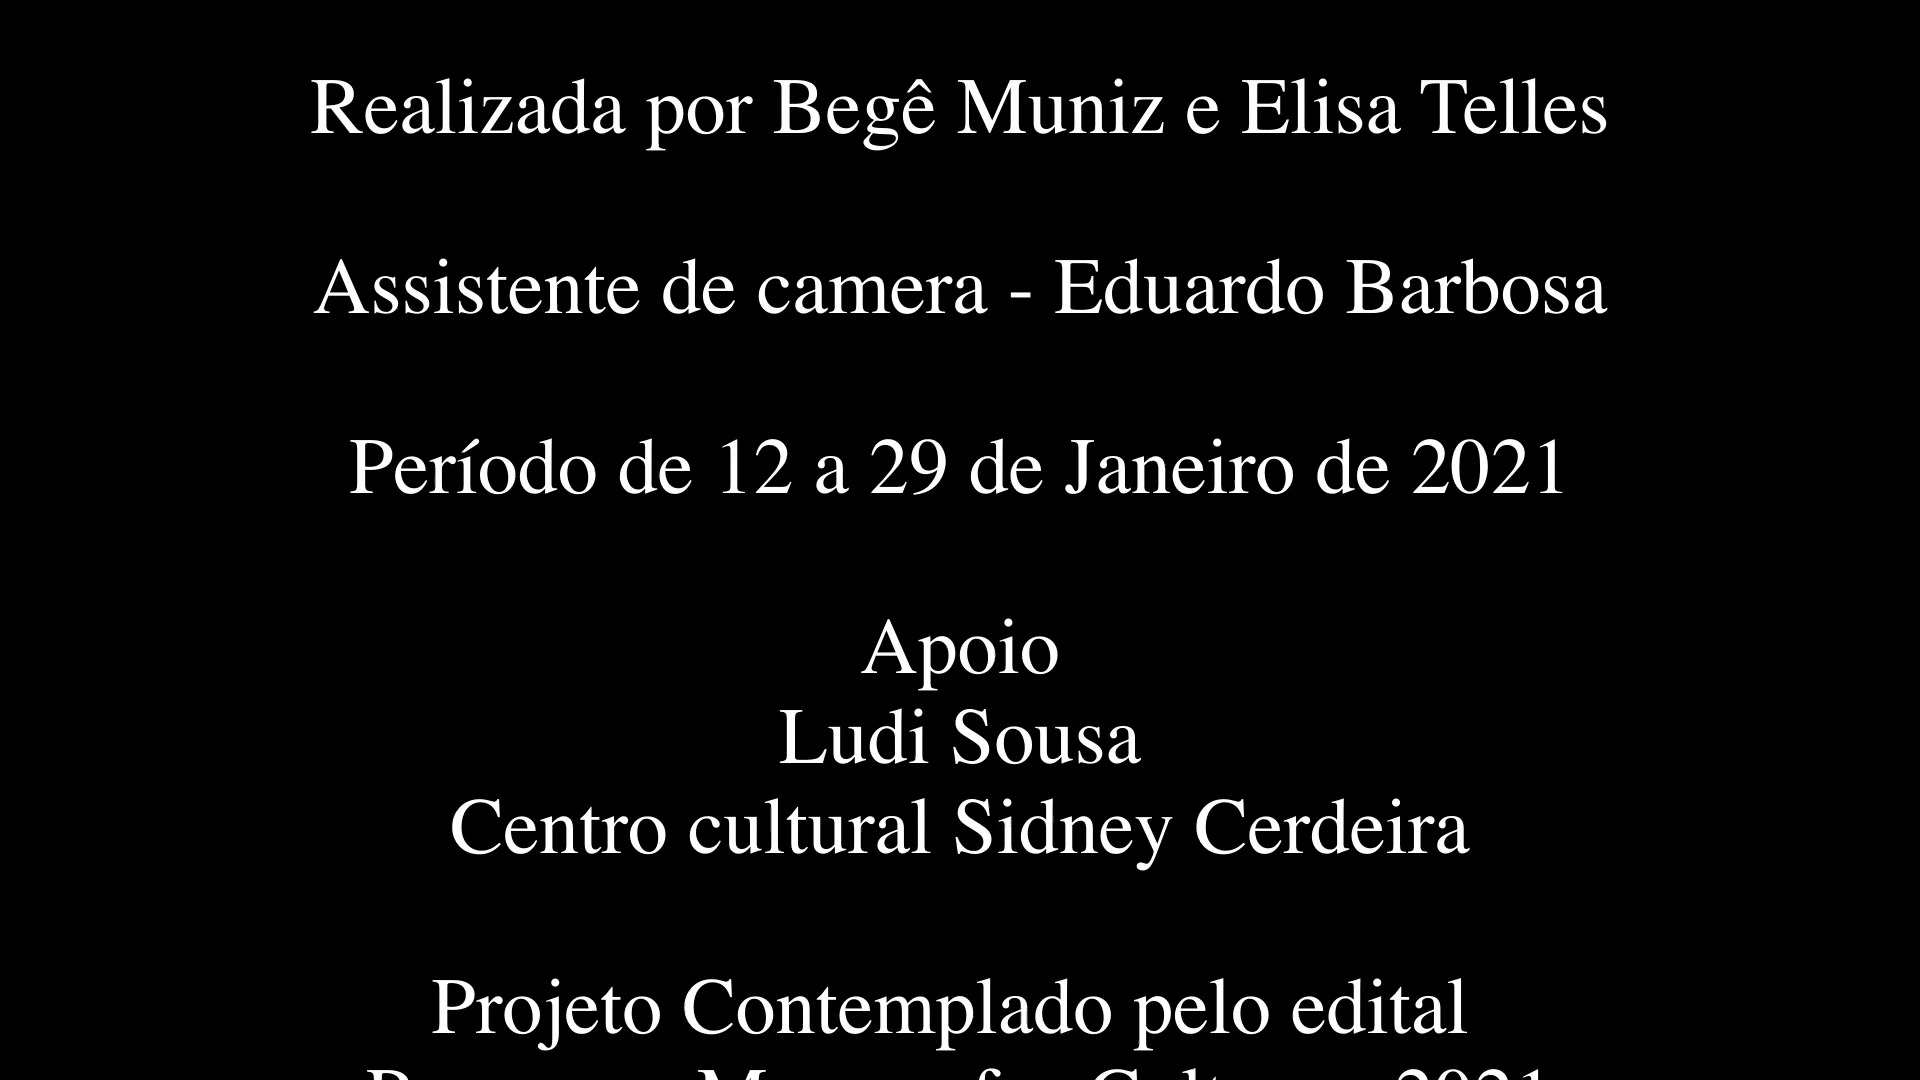 Realizada por Begê Muniz e Elisa Telles
Assistente de camera - Eduardo Barbosa
Período de 12 a 29 de Janeiro de 2021
Apoio
Ludi Sousa
Centro cultural Sidney Cerdeira
Projeto Contemplado pelo edital
2021